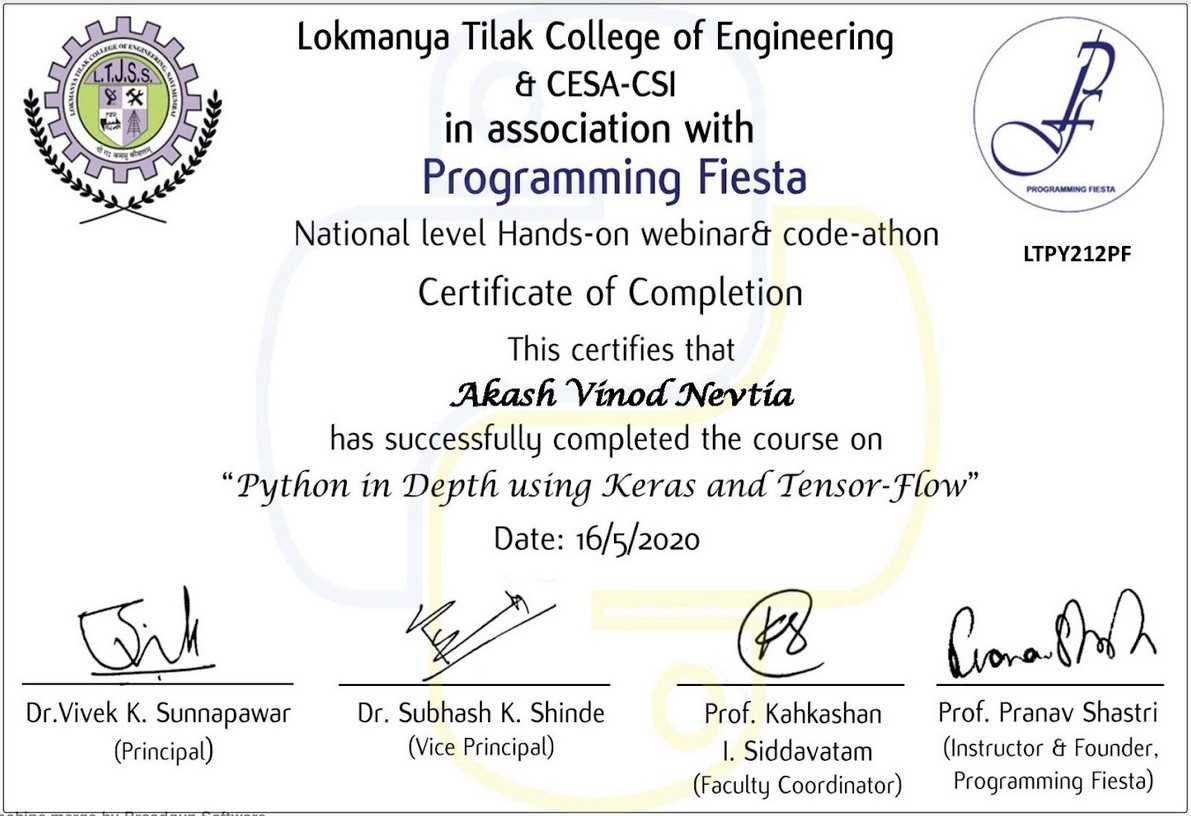 Lokmanya Tilak College of Engineering
& CESA-CSI
in association with
Programming Fiesta
National level Hands-on webinar& code-athon
LOKMANYA TILAK COLLEGE OF ENGINEERING, NAVI MUMBAI
L.T.J.S.S.
PROGRAMMING FIESTA
LTPY212PF
Certificate of Completion
This certifies that
Akash Vinod Nevtia
has successfully completed the course on
“Python in Depth using Keras and Tensor-Flow”
Date: 16/5/2020
Dr.Vivek K. Sunnapawar
(Principal)
Dr. Subhash K. Shinde
(Vice Principal)
Prof. Kahkashan
I. Siddavatam
(Faculty Coordinator)
Prof. Pranav Shastri
(Instructor & Founder,
Programming Fiesta)